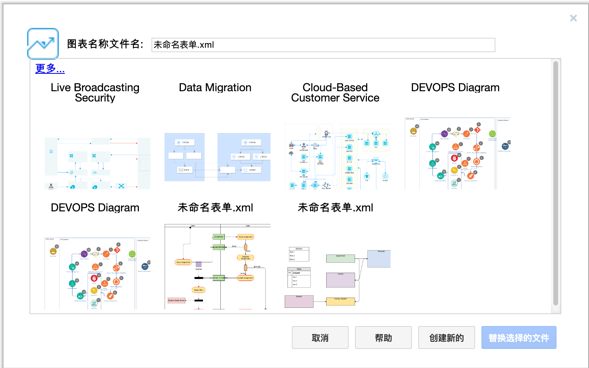 图表名称文件名:
未命名表单.xml
更多...
Live Broadcasting
Security
Data Migration
Cloud-Based
Customer Service
DEVOPS Diagram
DEVOPS Diagram
未命名表单.xml
未命名表单.xml
取消
帮助
创建新的
替换选择的文件